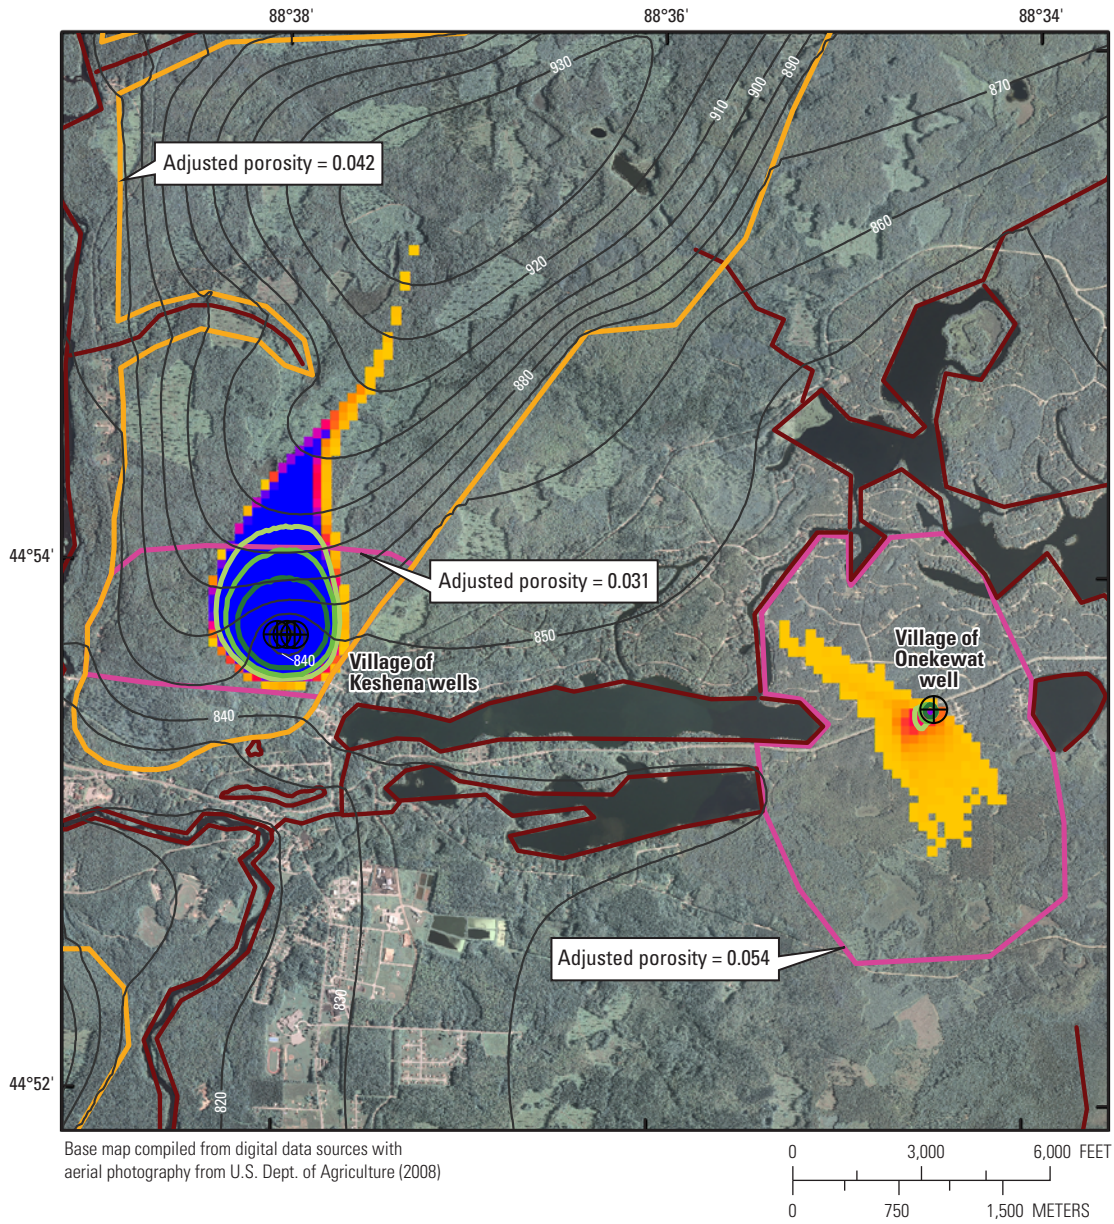 88°38'
88°36'
88°34'
930
890
900
910
870
Adjusted porosity = 0.042
860
920
880
44°54'
Adjusted porosity = 0.031
850
Village of
Onekewat
well
840
Village of
Keshena wells
840
Adjusted porosity = 0.054
830
44°52'
820
Base map compiled from digital data sources with
aerial photography from U.S. Dept. of Agriculture (2008)
0 3,000 6,000 FEET
0 750 1,500 METERS